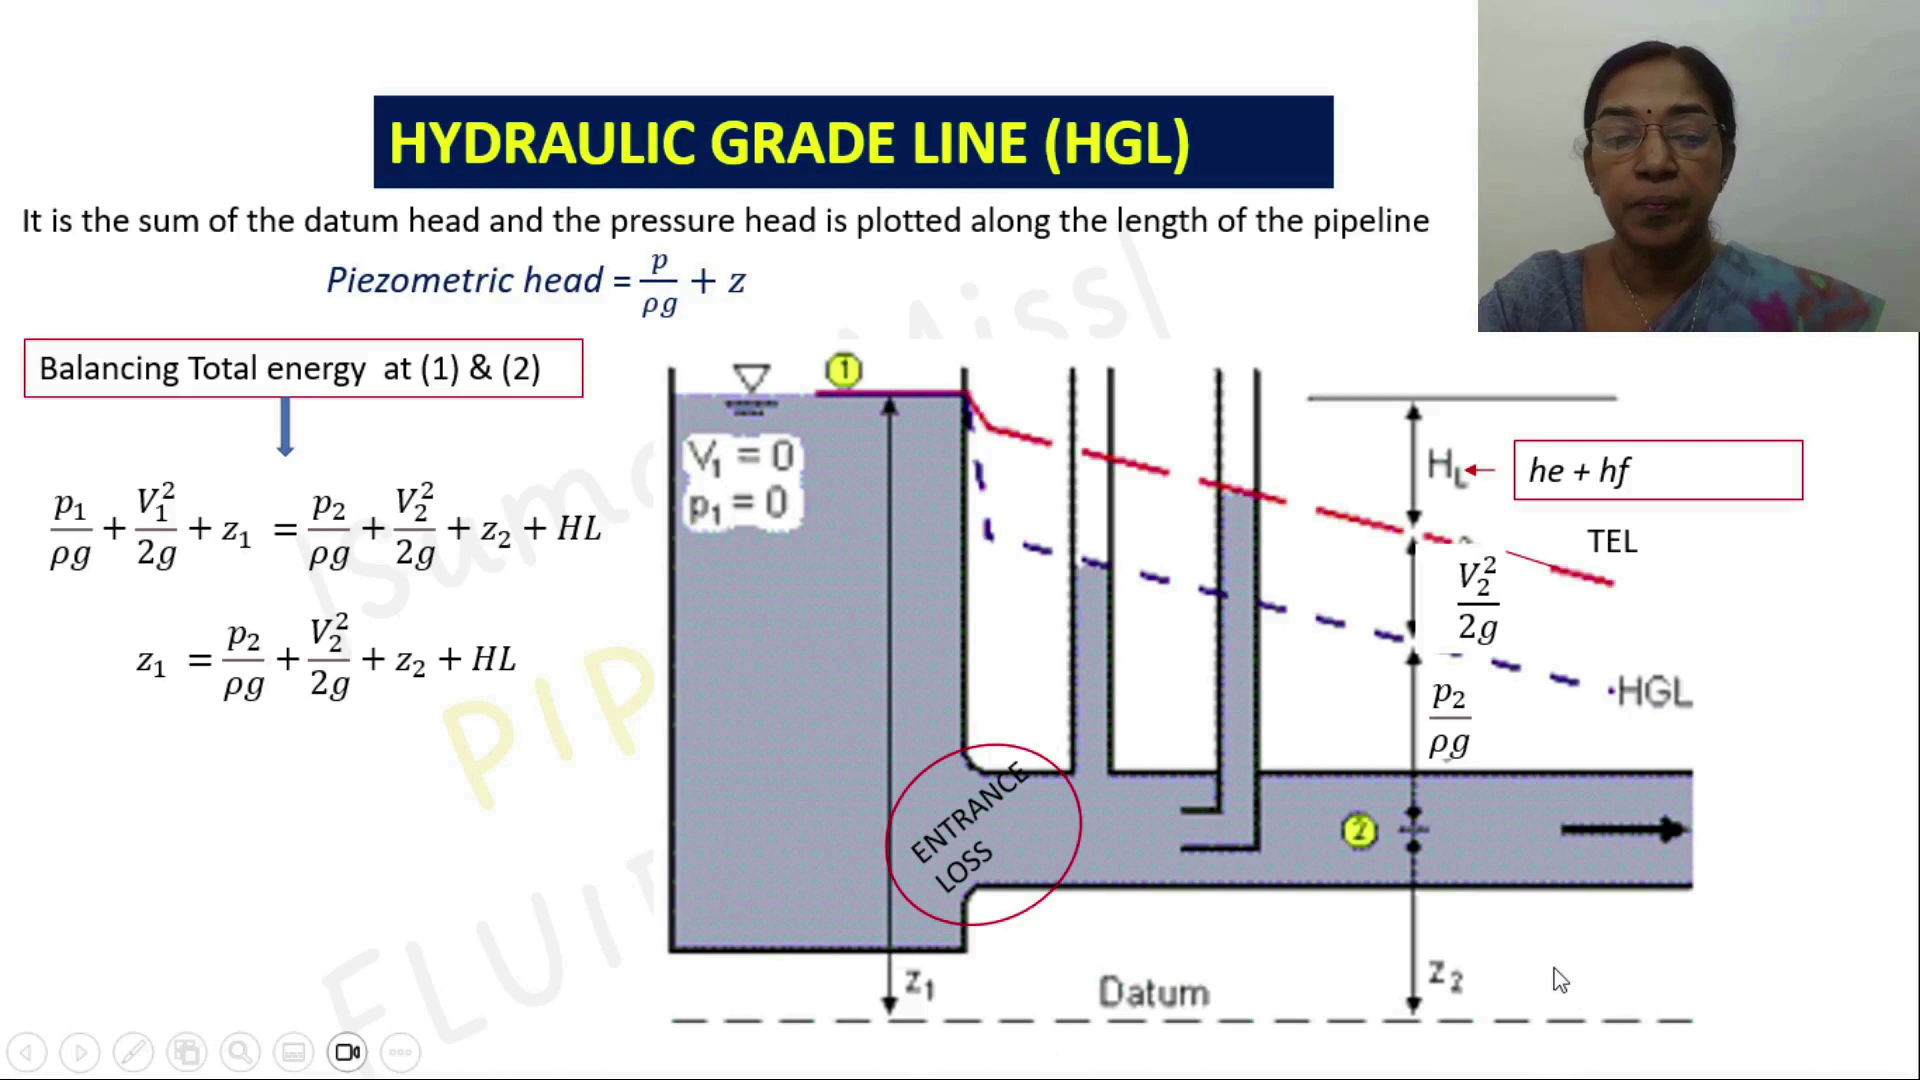 HYDRAULIC GRADE LINE (HGL)
It is the sum of the datum head and the pressure head is plotted along the length of the pipeline
Piezometric head = p/ρg + z
Balancing Total energy at (1) & (2)
p₁/ρg + V₁²/2g + z₁ = p₂/ρg + V₂²/2g + z₂ + HL
z₁ = p₂/ρg + V₂²/2g + z₂ + HL
1
V₁ = 0
p₁ = 0
H_L
he + hf
TEL
V₂²/2g
HGL
p₂/ρg
ENTRANCE
LOSS
2
z₁
Datum
z₂